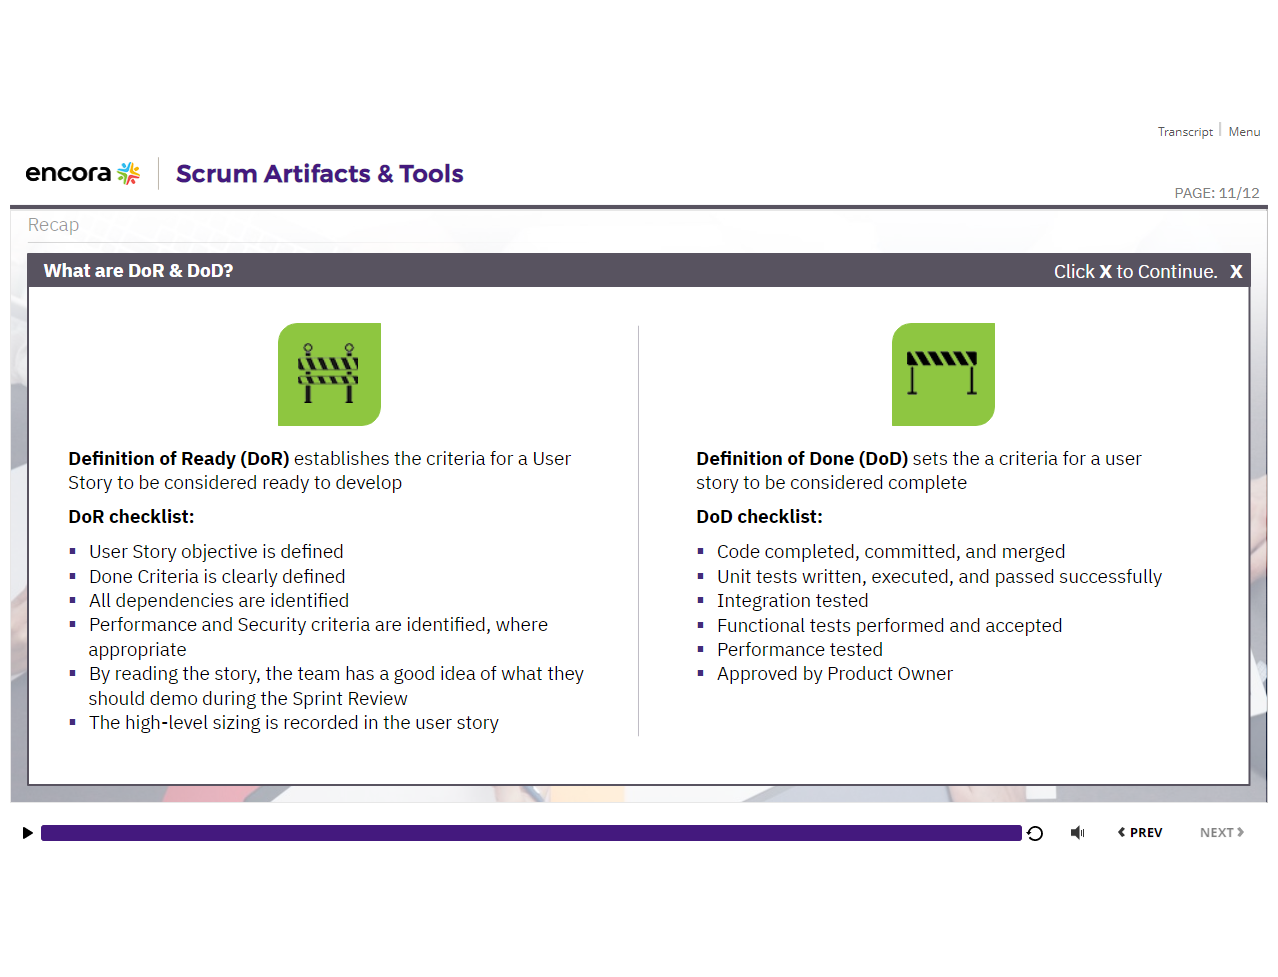 Transcript
Menu
encora
Scrum Artifacts & Tools
PAGE: 11/12
Recap
What are DoR & DoD?
Click X to Continue. X
Definition of Ready (DoR) establishes the criteria for a User
Story to be considered ready to develop
DoR checklist:
User Story objective is defined
Done Criteria is clearly defined
All dependencies are identified
Performance and Security criteria are identified, where
appropriate
By reading the story, the team has a good idea of what they
should demo during the Sprint Review
The high-level sizing is recorded in the user story
Definition of Done (DoD) sets the a criteria for a user
story to be considered complete
DoD checklist:
Code completed, committed, and merged
Unit tests written, executed, and passed successfully
Integration tested
Functional tests performed and accepted
Performance tested
Approved by Product Owner
PREV
NEXT